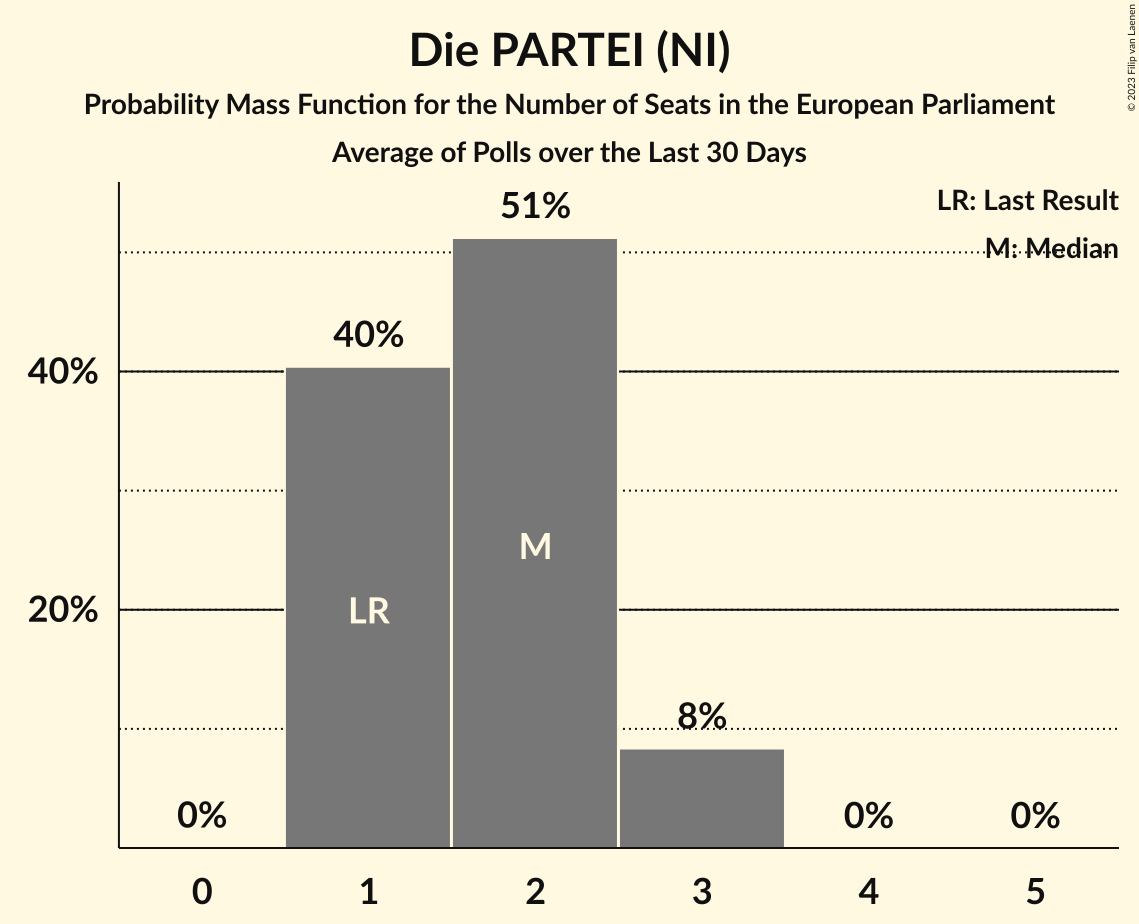 Die PARTEI (NI)
Probability Mass Function for the Number of Seats in the European Parliament
Average of Polls over the Last 30 Days
© 2023 Filip van Laenen
LR: Last Result
M: Median
51%
40%
40%
M
LR
20%
8%
0%
0%
0%
0 1 2 3 4 5